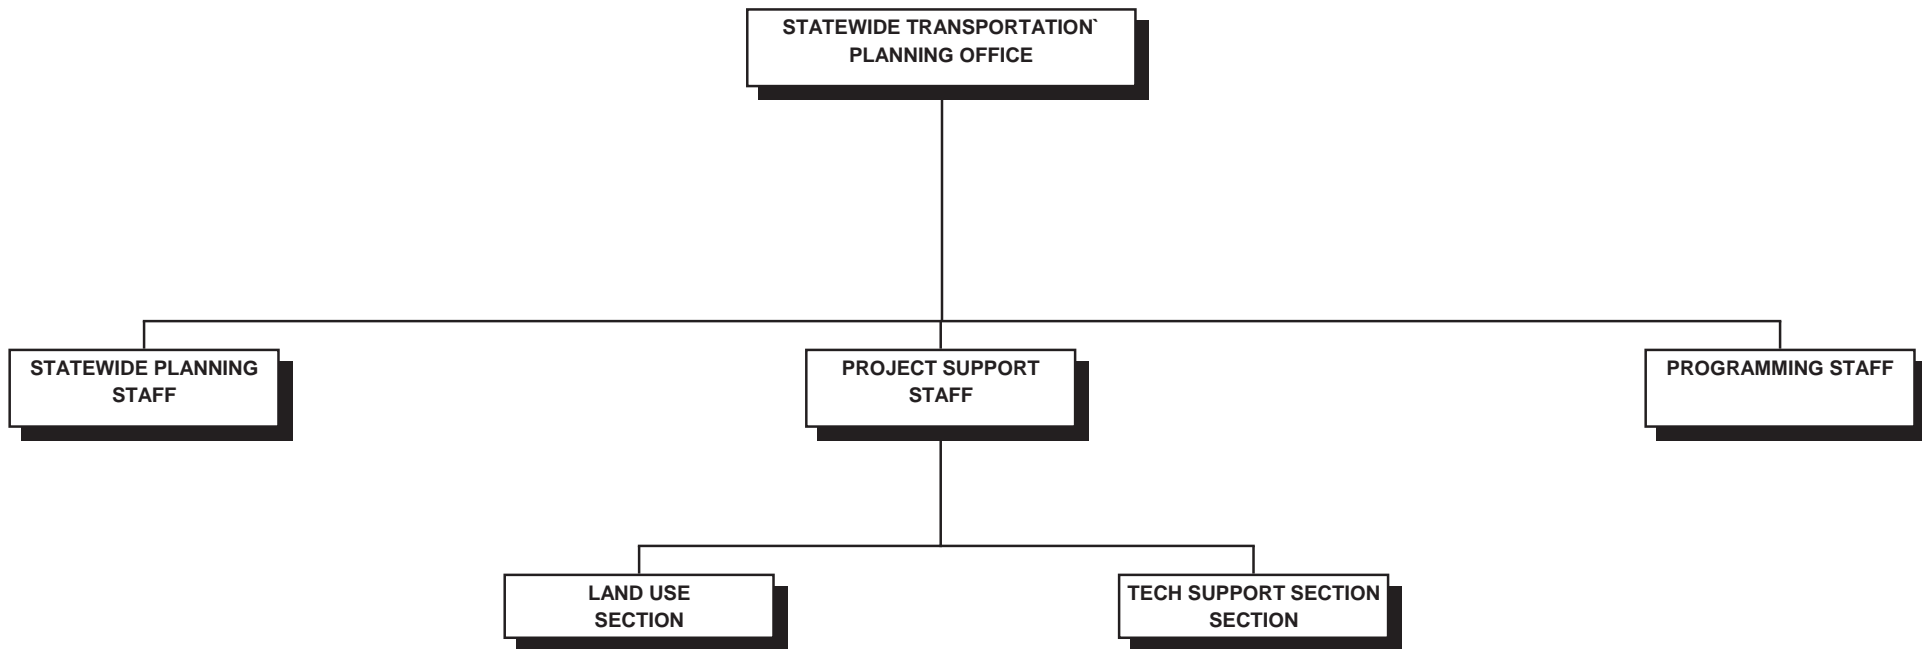 STATEWIDE TRANSPORTATION`
PLANNING OFFICE
STATEWIDE PLANNING
STAFF
PROJECT SUPPORT
STAFF
PROGRAMMING STAFF
LAND USE
SECTION
TECH SUPPORT SECTION
SECTION